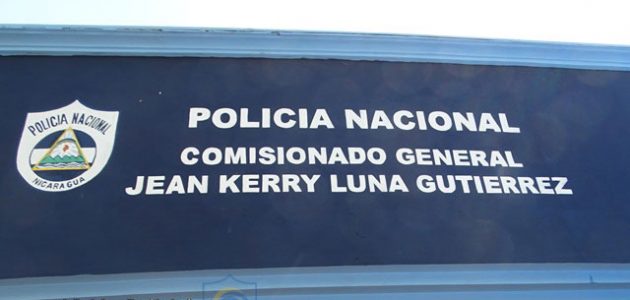 POLICIA NACIONAL
NICARAGUA
POLICIA NACIONAL
COMISIONADO GENERAL
JEAN KERRY LUNA GUTIERREZ